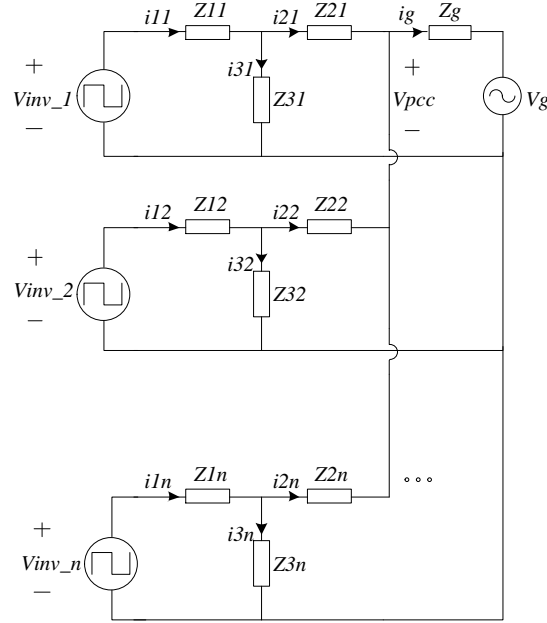 i11 Z11 i21 Z21 ig Zg
+ i31 +
Vinv_1 Z31 Vpcc Vg
− −
i12 Z12 i22 Z22
+ i32
Vinv_2 Z32
−
i1n Z1n i2n Z2n
+ i3n
Vinv_n Z3n
−